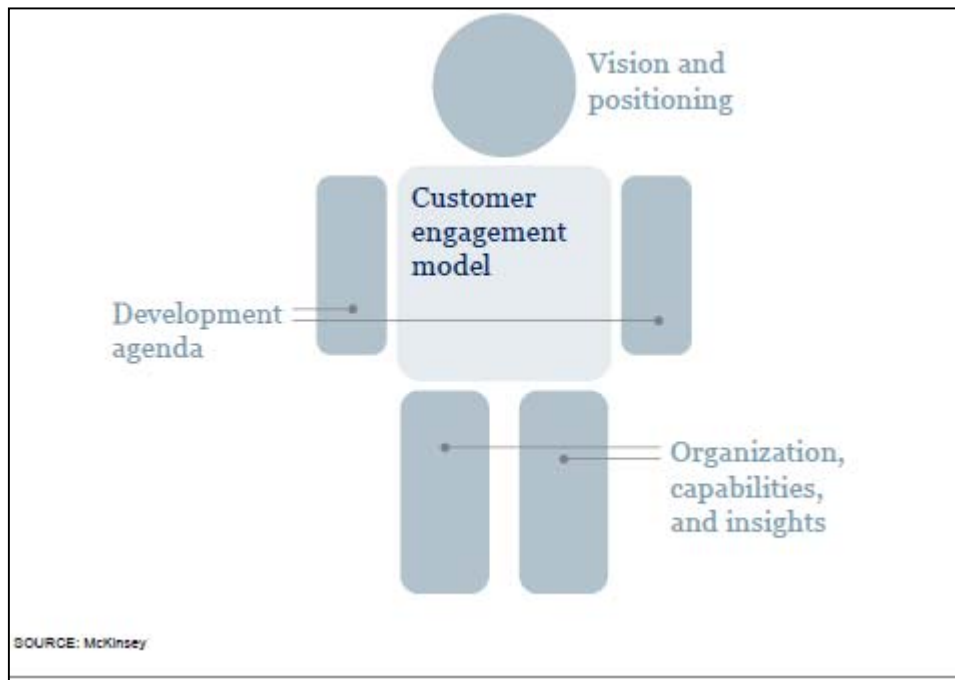 Vision and
positioning
Customer
engagement
model
Development
agenda
Organization,
capabilities,
and insights
SOURCE: McKinsey